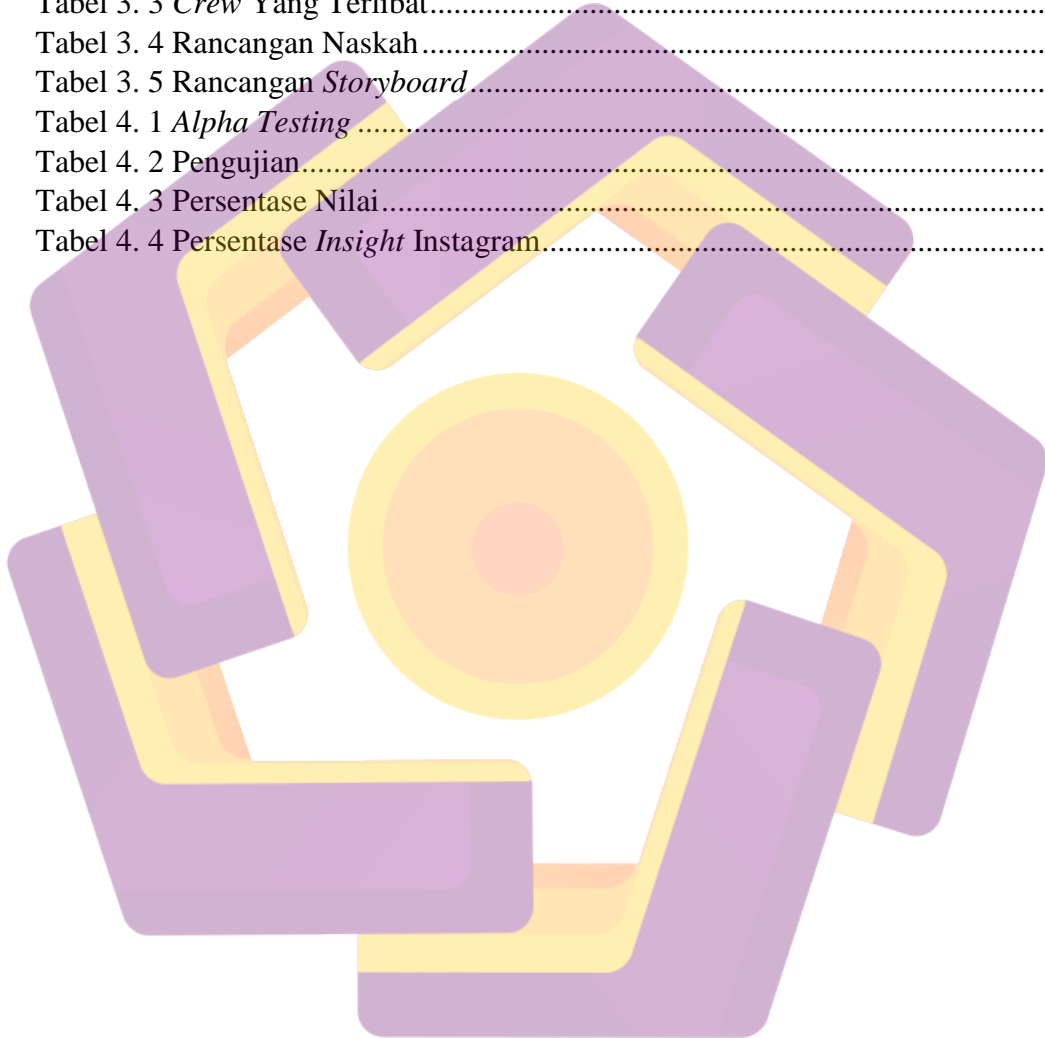 Tabel 3. 3 Crew Yang Terlibat........................................................................
Tabel 3. 4 Rancangan Naskah........................................................................
Tabel 3. 5 Rancangan Storyboard..................................................................
Tabel 4. 1 Alpha Testing................................................................................
Tabel 4. 2 Pengujian.......................................................................................
Tabel 4. 3 Persentase Nilai.............................................................................
Tabel 4. 4 Persentase Insight Instagram.........................................................